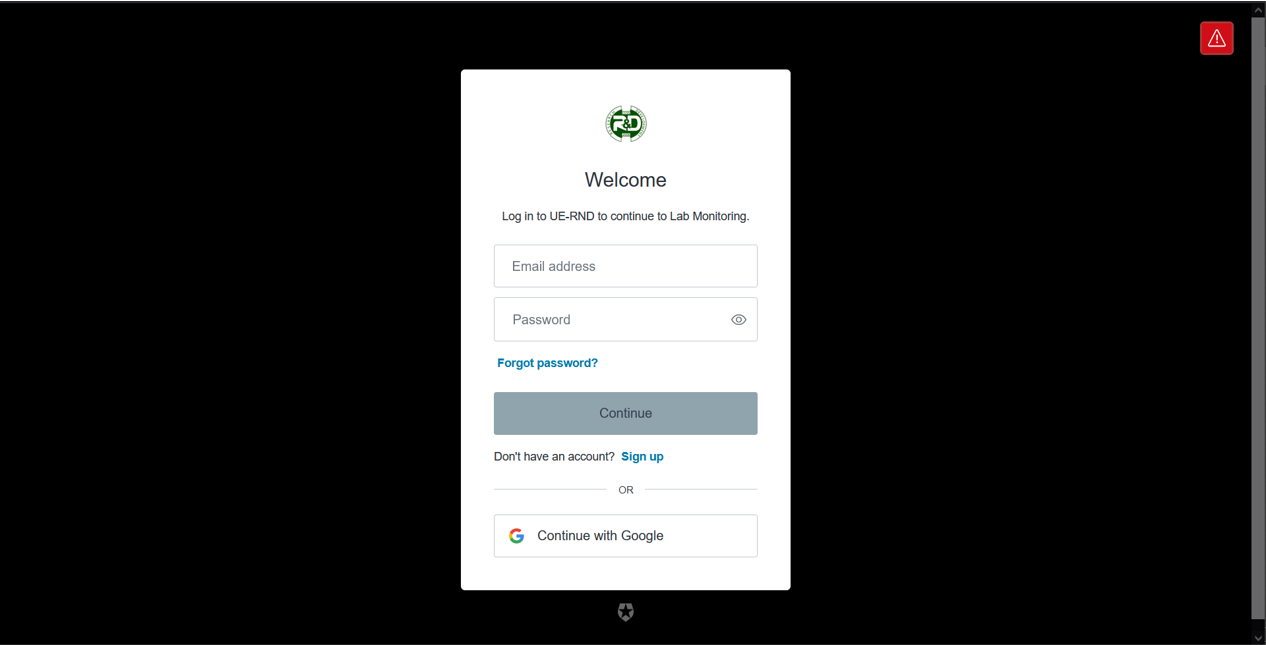 R&D
Welcome
Log in to UE-RND to continue to Lab Monitoring.
Email address
Password
Forgot password?
Continue
Don't have an account? Sign up
OR
Continue with Google